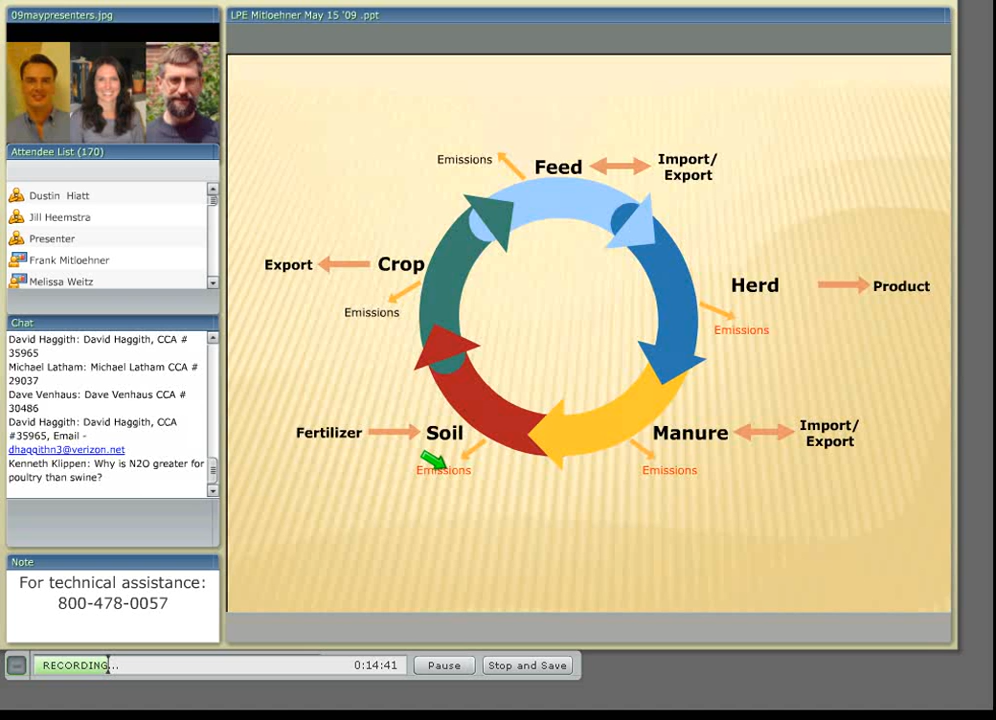 09maypresenters.jpg
Attendee List (170)
Dustin Hiatt
Jill Heemstra
Presenter
Frank Mitloehner
Melissa Weitz
Chat
David Haggith: David Haggith, CCA #
35965
Michael Latham: Michael Latham CCA #
29037
Dave Venhaus: Dave Venhaus CCA #
30486
David Haggith: David Haggith, CCA
#35965, Email -
dhaggithn3@verizon.net
Kenneth Klippen: Why is N2O greater for
poultry than swine?
Note
For technical assistance:
800-478-0057
LPE Mitloehner May 15 '09 .ppt
Emissions
Feed
Import/
Export
Export
Crop
Emissions
Herd
Product
Emissions
Fertilizer
Soil
Emissions
Manure
Import/
Export
Emissions
RECORDING...
0:14:41
Pause
Stop and Save